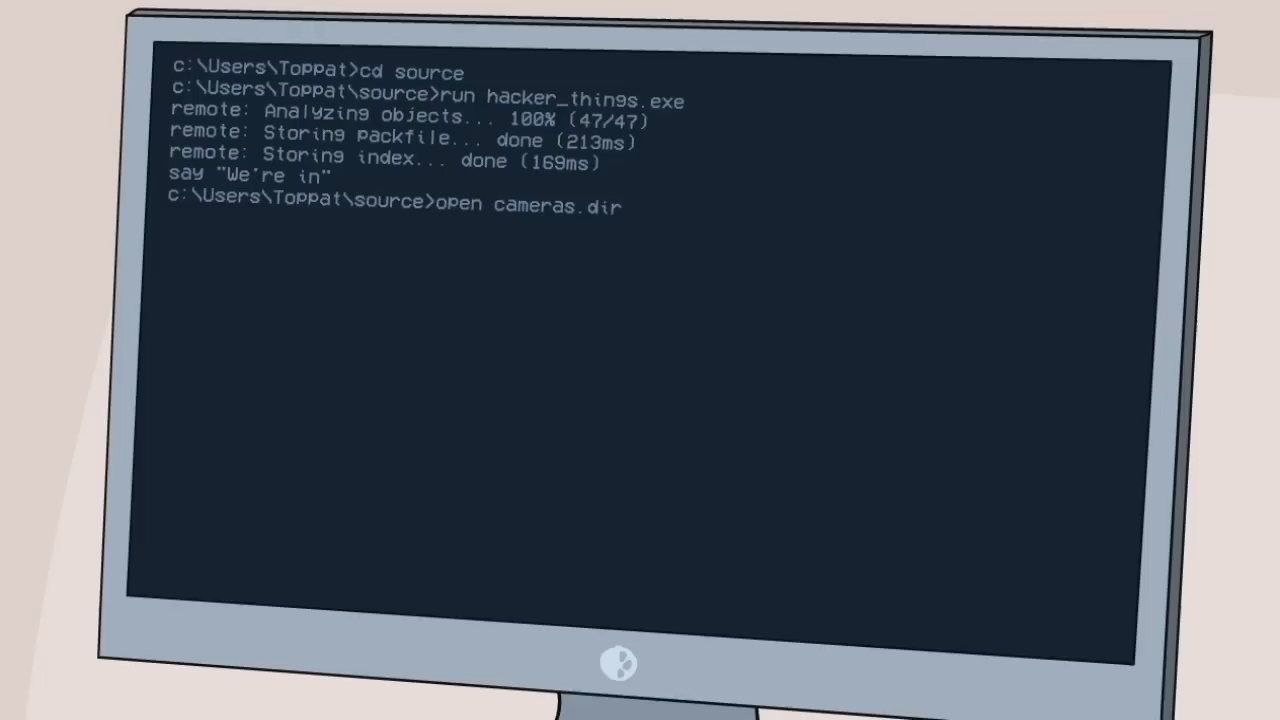 c:\Users\Toppat>cd source
c:\Users\Toppat\source>run hacker_things.exe
remote: Analyzing objects... 100% (47/47)
remote: Storing packfile... done (213ms)
remote: Storing index... done (169ms)
say "We're in"
c:\Users\Toppat\source>open cameras.dir